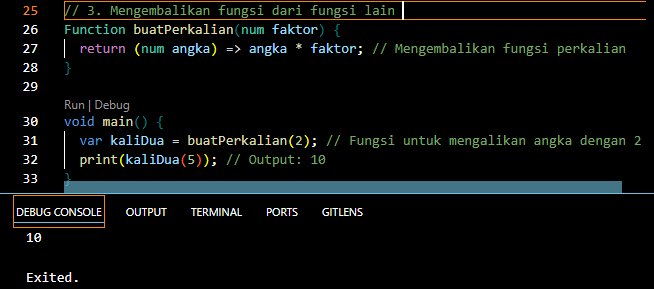 25 // 3. Mengembalikan fungsi dari fungsi lain
26 Function buatPerkalian(num faktor) {
27 return (num angka) => angka * faktor; // Mengembalikan fungsi perkalian
28 }
29
Run | Debug
30 void main() {
31 var kaliDua = buatPerkalian(2); // Fungsi untuk mengalikan angka dengan 2
32 print(kaliDua(5)); // Output: 10
33 }
DEBUG CONSOLE OUTPUT TERMINAL PORTS GITLENS
10
Exited.